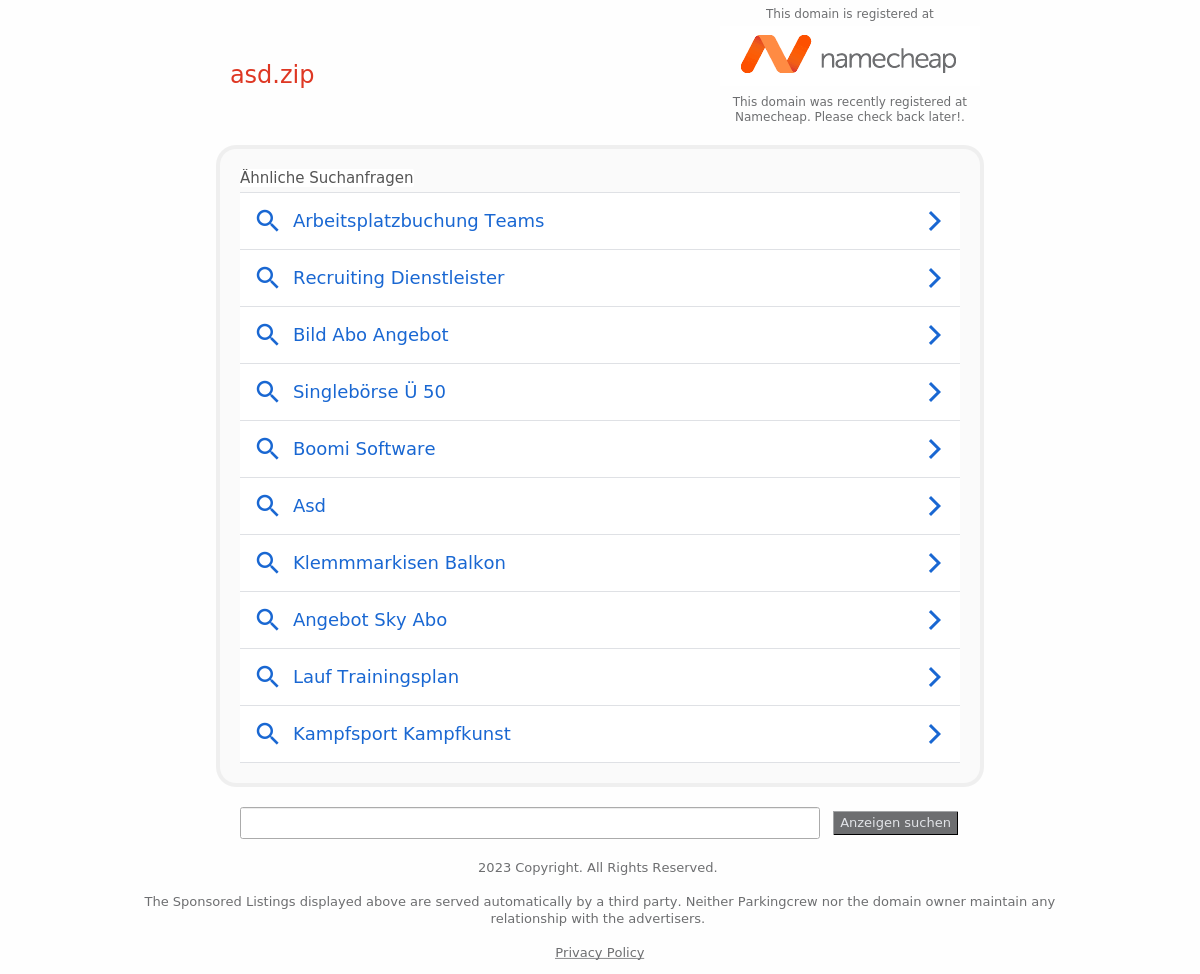 This domain is registered at
namecheap
asd.zip
This domain was recently registered at
Namecheap. Please check back later!.
Ähnliche Suchanfragen
Arbeitsplatzbuchung Teams
Recruiting Dienstleister
Bild Abo Angebot
Singlebörse Ü 50
Boomi Software
Asd
Klemmmarkisen Balkon
Angebot Sky Abo
Lauf Trainingsplan
Kampfsport Kampfkunst
Anzeigen suchen
2023 Copyright. All Rights Reserved.
The Sponsored Listings displayed above are served automatically by a third party. Neither Parkingcrew nor the domain owner maintain any
relationship with the advertisers.
Privacy Policy